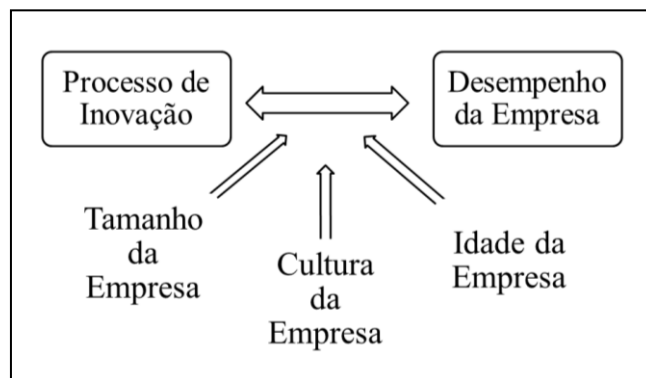 Processo de
Inovação
Desempenho
da Empresa
Tamanho
da
Empresa
Cultura
da
Empresa
Idade da
Empresa